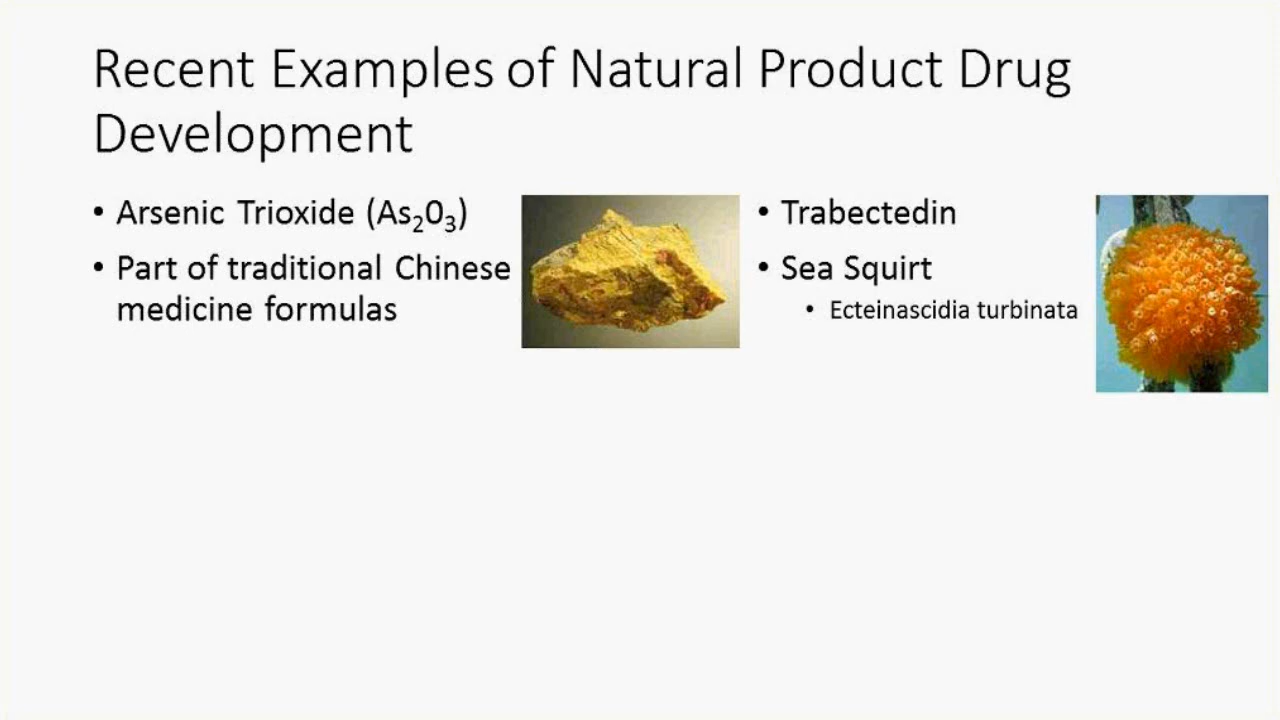 Recent Examples of Natural Product Drug
Development
• Arsenic Trioxide (As₂0₃)
• Part of traditional Chinese
medicine formulas
• Trabectedin
• Sea Squirt
• Ecteinascidia turbinata